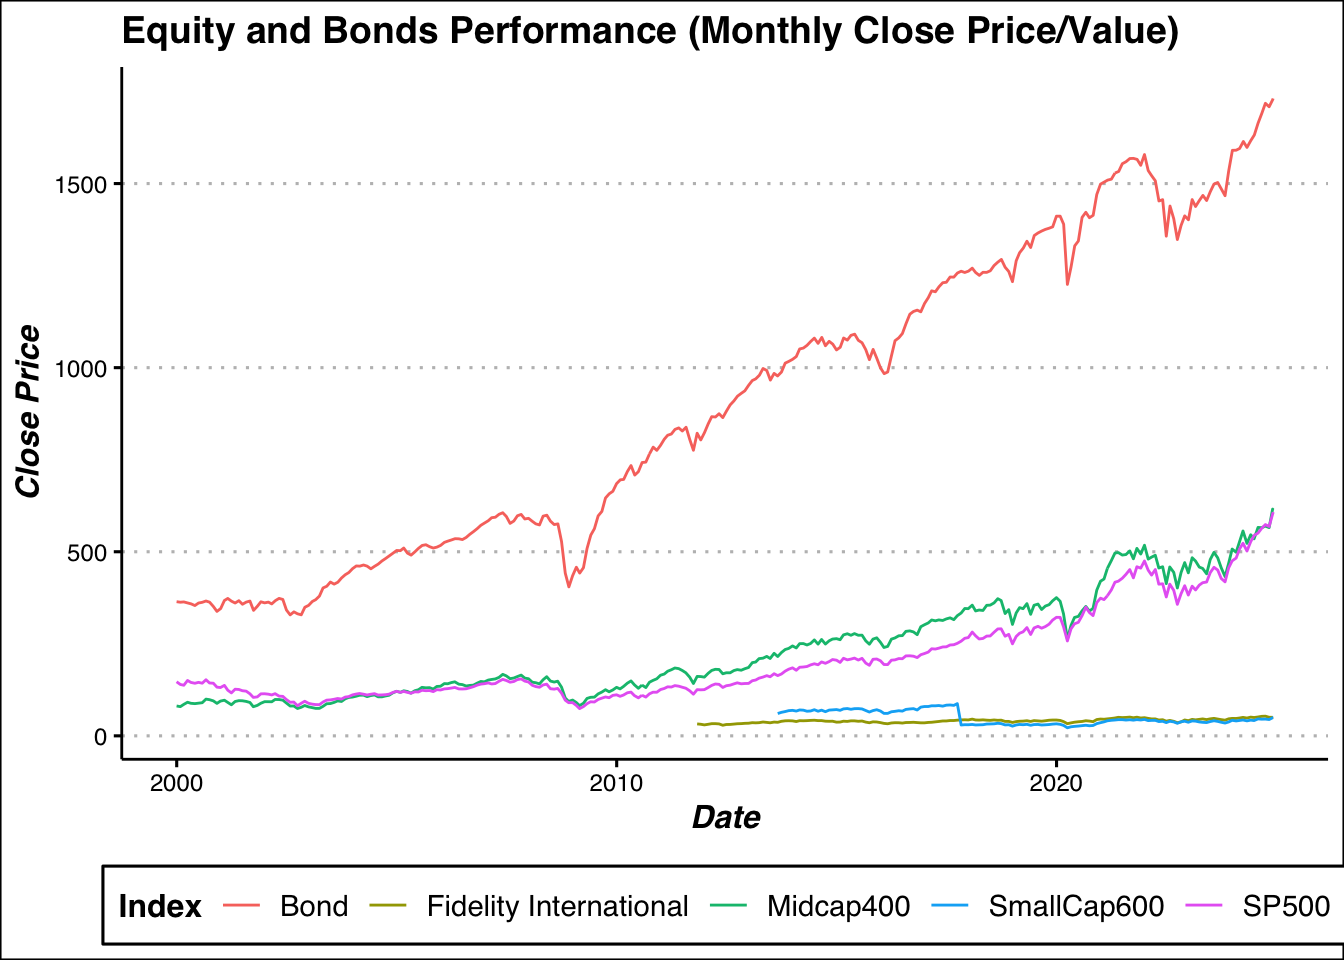 Equity and Bonds Performance (Monthly Close Price/Value)
Close Price
1500
1000
500
0
2000 2010 2020
Date
Index Bond Fidelity International Midcap400 SmallCap600 SP500